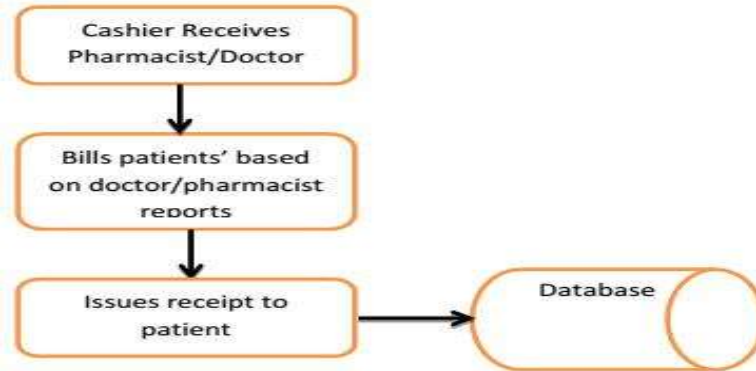 Cashier Receives
Pharmacist/Doctor
Bills patients’ based
on doctor/pharmacist
reports
Issues receipt to
patient
Database